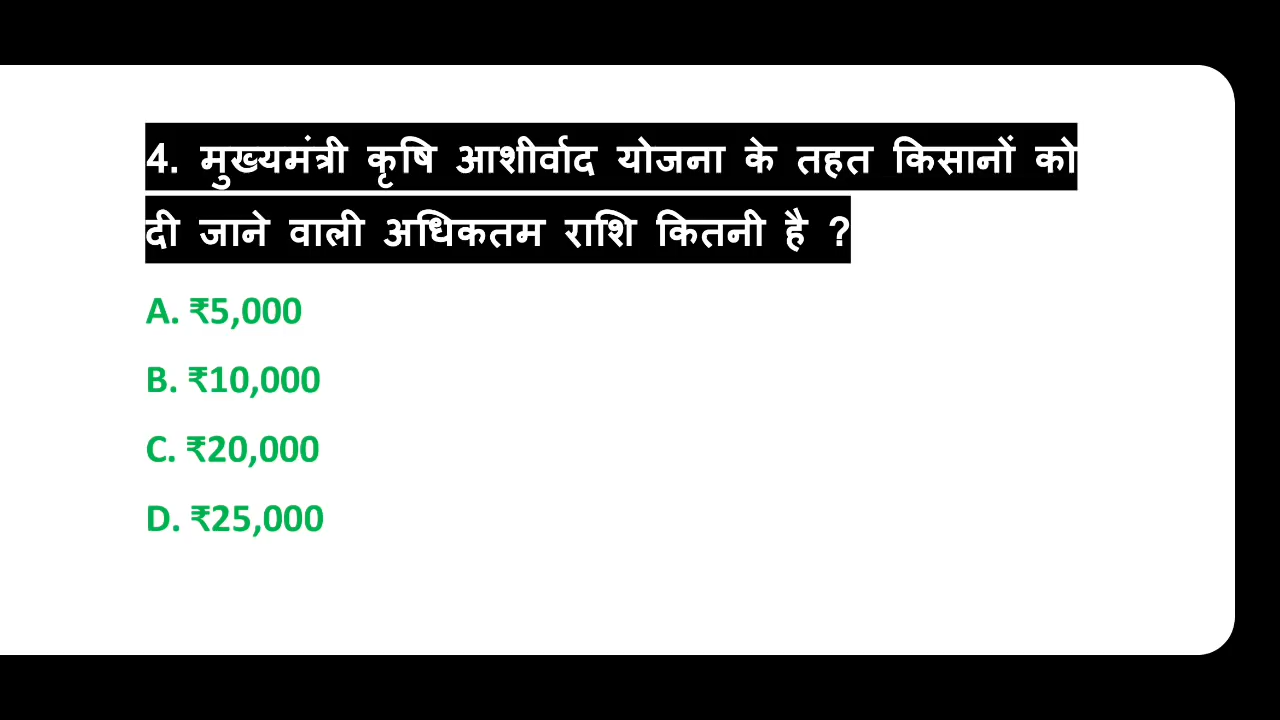 4. मुख्यमंत्री कृषि आशीर्वाद योजना के तहत किसानों को
दी जाने वाली अधिकतम राशि कितनी है ?
A. ₹5,000
B. ₹10,000
C. ₹20,000
D. ₹25,000